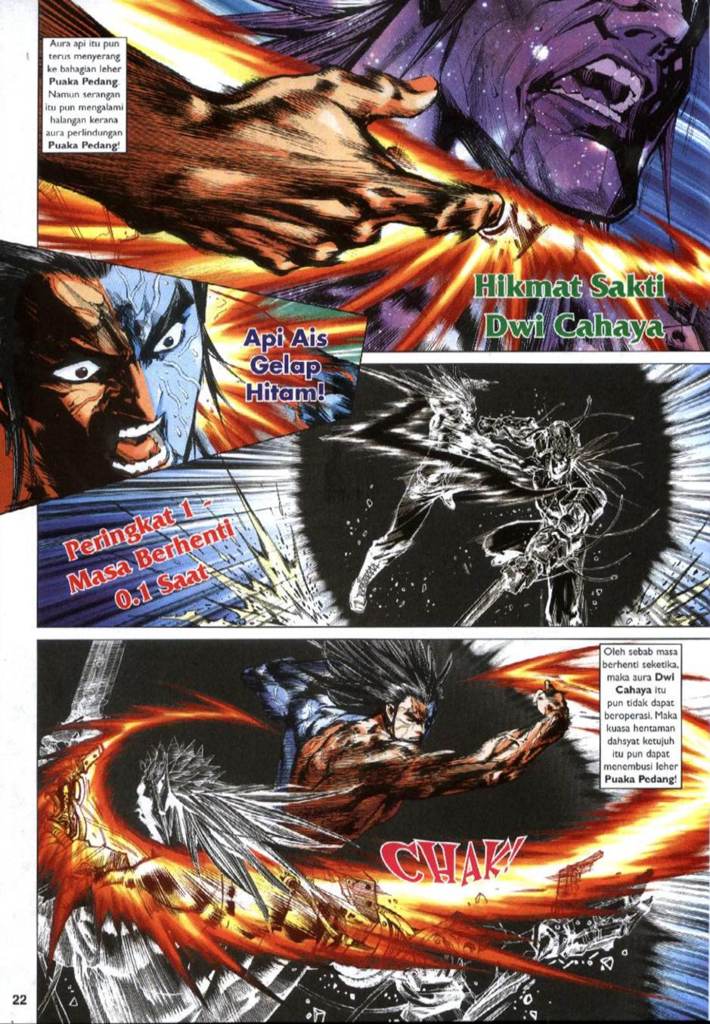 Aura api itu pun
terus menyerang
ke bahagian leher
Puaka Pedang.
Namun serangan
itu pun mengalami
halangan kerana
aura perlindungan
Puaka Pedang!
Hikmat Sakti
Dwi Cahaya
Api Ais
Gelap
Hitam!
Peringkat 1 -
Masa Berhenti
0.1 Saat
Oleh sebab masa
berhenti seketika,
maka aura Dwi
Cahaya itu
pun tidak dapat
beroperasi. Maka
kuasa hentaman
dahsyat ketujuh
itu pun dapat
menembusi leher
Puaka Pedang!
CHAK!
22